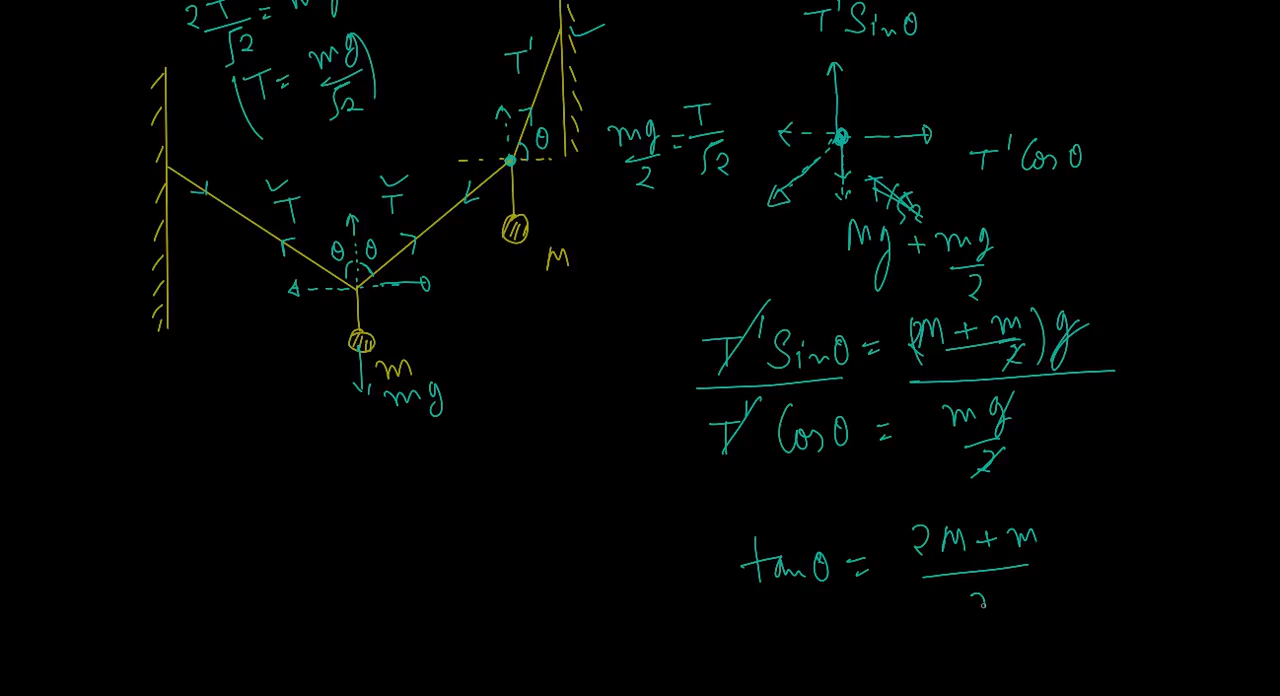 2T/√2 = mg
(T = mg/√2)
T'
θ
T
T
θ θ
M
m
mg
T'Sinθ
mg/2 = T/√2
T'Cosθ
T/√2
Mg + mg/2
T'Sinθ = (M + m/2)g
T'Cosθ = mg/2
tanθ = 2M + m